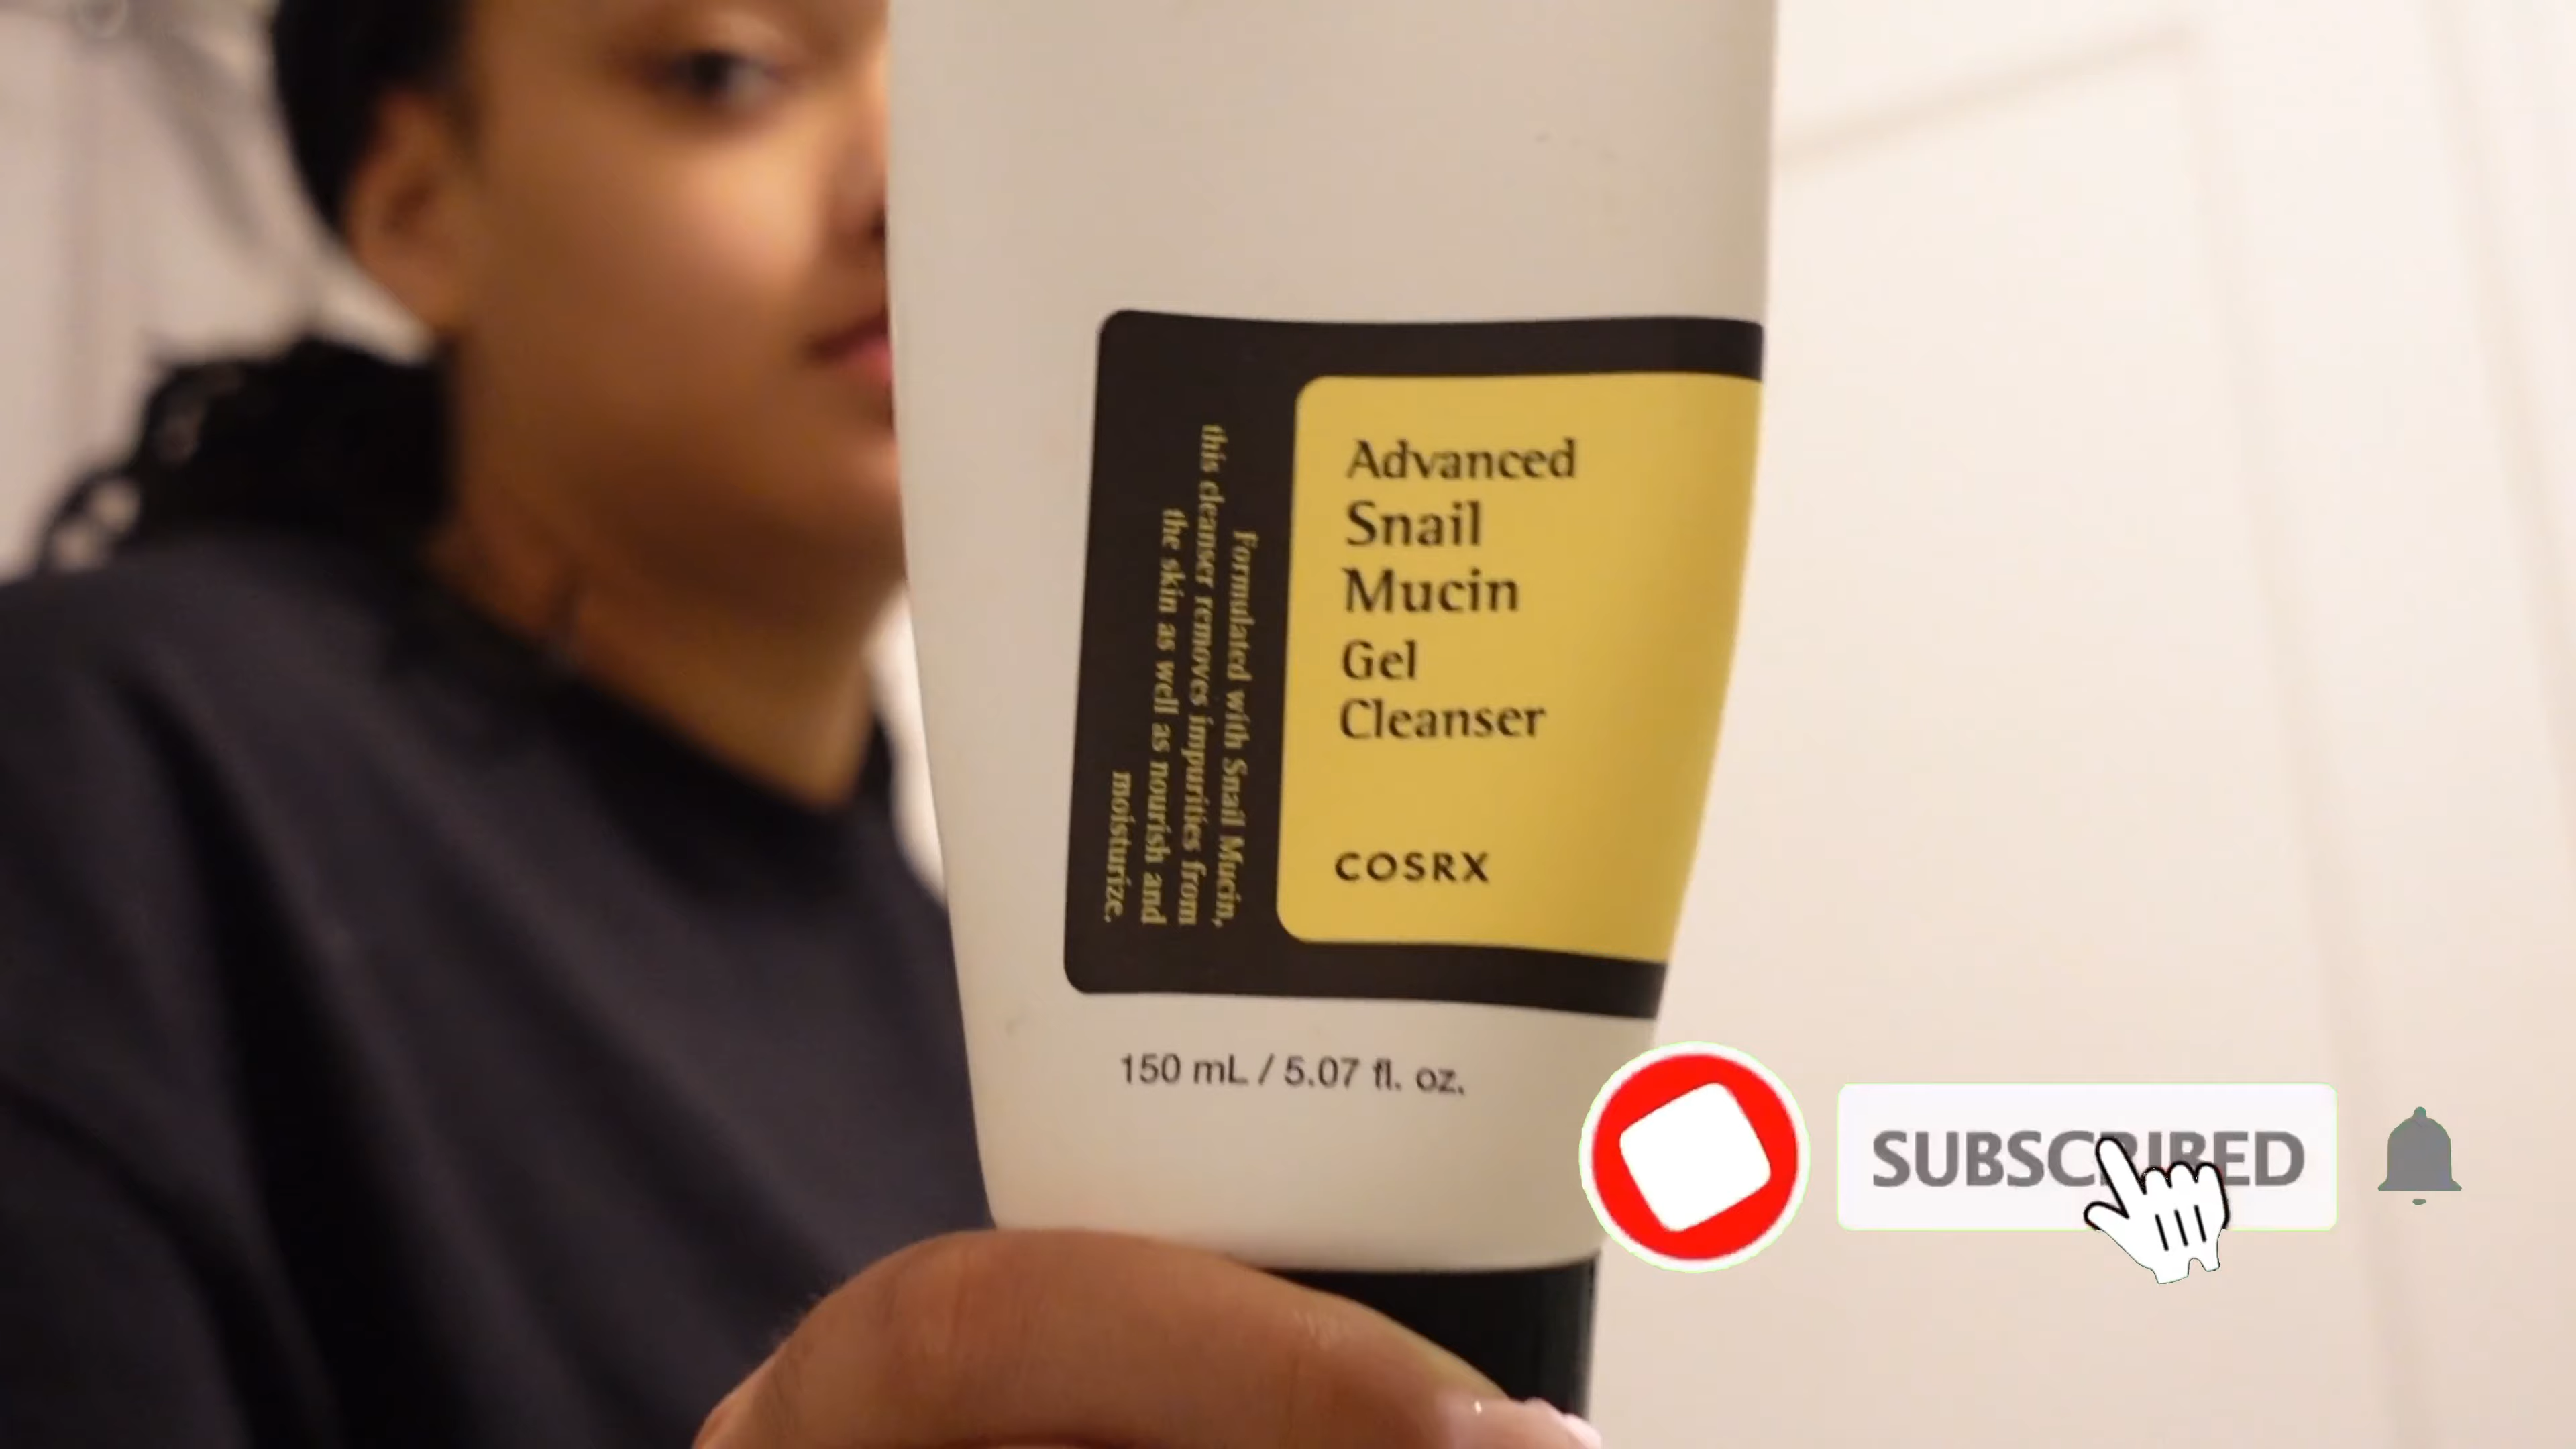 Advanced
Snail
Mucin
Gel
Cleanser
COSRX
Formulated with Snail Mucin,
this cleanser removes impurities from
the skin as well as nourish and
moisturize.
150 mL / 5.07 fl. oz.
SUBSCRIBED